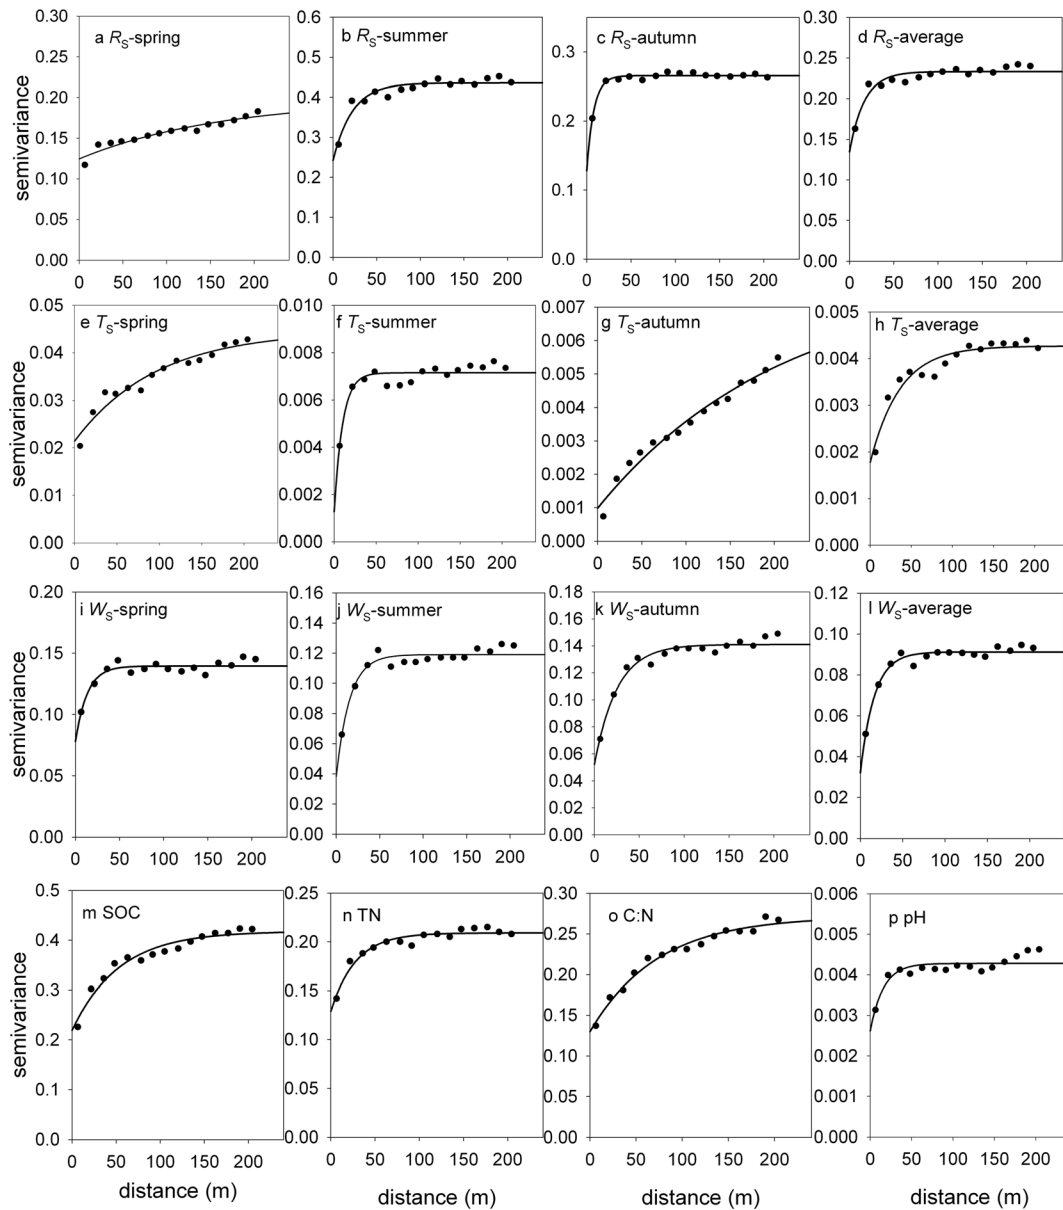 a R_S-spring
b R_S-summer
c R_S-autumn
d R_S-average
semivariance
0.30
0.25
0.20
0.15
0.10
0.05
0.00
0 50 100 150 200
0.6
0.5
0.4
0.3
0.2
0.1
0.0
0 50 100 150 200
0.3
0.2
0.1
0.0
0 50 100 150 200
0.30
0.25
0.20
0.15
0.10
0.05
0.00
0 50 100 150 200
e T_S-spring
f T_S-summer
g T_S-autumn
h T_S-average
semivariance
0.05
0.04
0.03
0.02
0.01
0.00
0 50 100 150 200
0.010
0.008
0.006
0.004
0.002
0.000
0 50 100 150 200
0.007
0.006
0.005
0.004
0.003
0.002
0.001
0.000
0 50 100 150 200
0.005
0.004
0.003
0.002
0.001
0.000
0 50 100 150 200
i W_S-spring
j W_S-summer
k W_S-autumn
l W_S-average
semivariance
0.20
0.15
0.10
0.05
0.00
0 50 100 150 200
0.16
0.14
0.12
0.10
0.08
0.06
0.04
0.02
0.00
0 50 100 150 200
0.18
0.16
0.14
0.12
0.10
0.08
0.06
0.04
0.02
0.00
0 50 100 150 200
0.12
0.10
0.08
0.06
0.04
0.02
0.00
0 50 100 150 200
m SOC
n TN
o C:N
p pH
semivariance
0.5
0.4
0.3
0.2
0.1
0.0
0 50 100 150 200
distance (m)
0.25
0.20
0.15
0.10
0.05
0.00
0 50 100 150 200
distance (m)
0.30
0.25
0.20
0.15
0.10
0.05
0.00
0 50 100 150 200
distance (m)
0.006
0.005
0.004
0.003
0.002
0.001
0.000
0 50 100 150 200
distance (m)